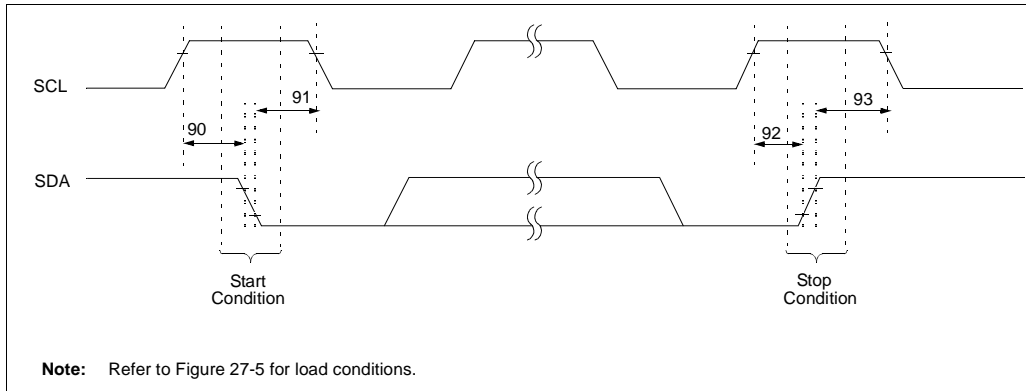 SCL
91
93
90
92
SDA
Start
Condition
Stop
Condition
Note: Refer to Figure 27-5 for load conditions.